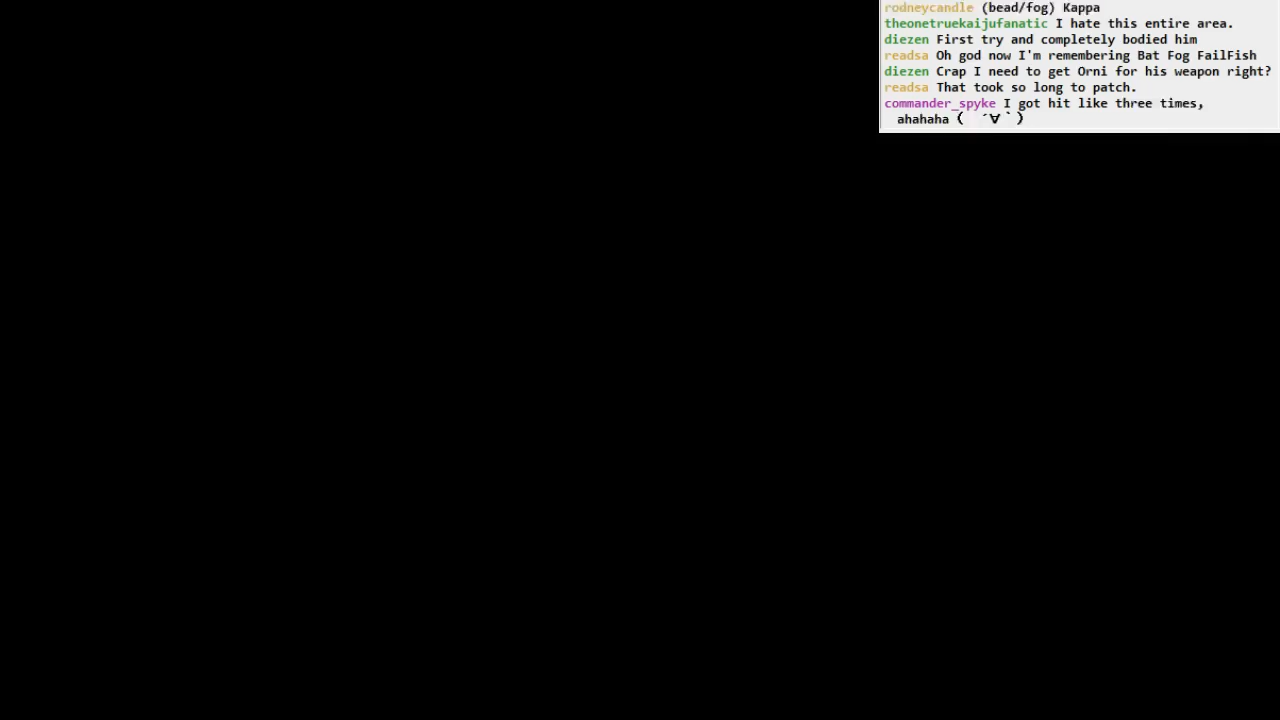 rodneycandle (bead/fog) Kappa
theonetruekaijufanatic I hate this entire area.
diezen First try and completely bodied him
readsa Oh god now I'm remembering Bat Fog FailFish
diezen Crap I need to get Orni for his weapon right?
readsa That took so long to patch.
commander_spyke I got hit like three times,
ahahaha ( ´∀`)